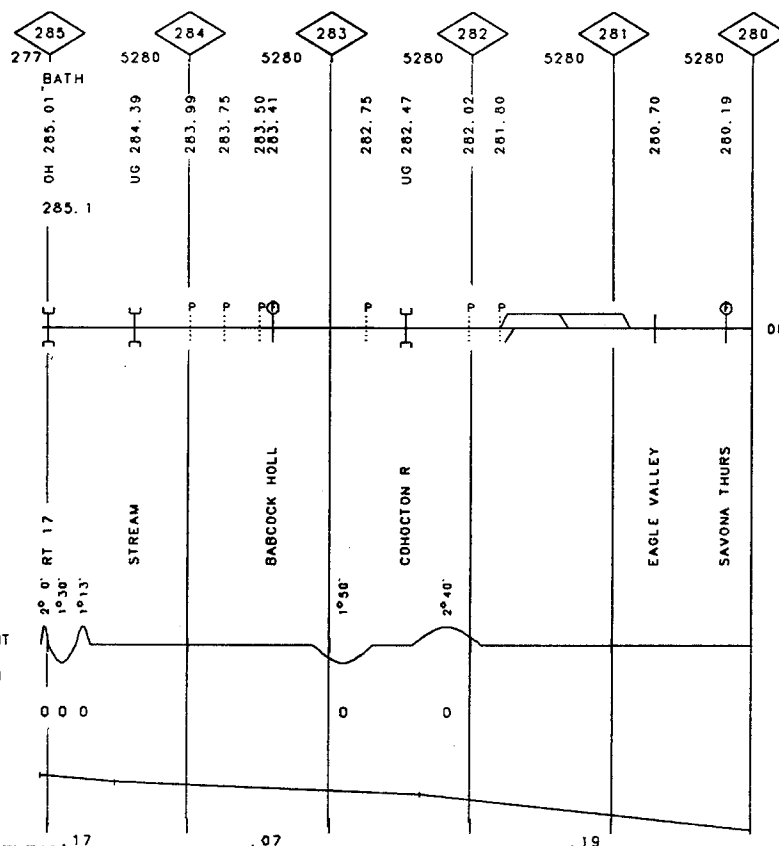 285 284 283 282 281 280
277 5280 5280 5280 5280 5280
BATH
OH 285.01
UG 284.39
283.99
283.75
283.50
283.41
282.75
UG 282.47
282.02
281.80
280.70
280.19
285.1
P P P P P P P P
RT 17
STREAM
BABCOCK HOLL
COHOCTON R
EAGLE VALLEY
SAVONA THURS
2° 0'
1°30'
1°13'
1°50'
2°40'
0 0 0 0 0
.17 .07 .19